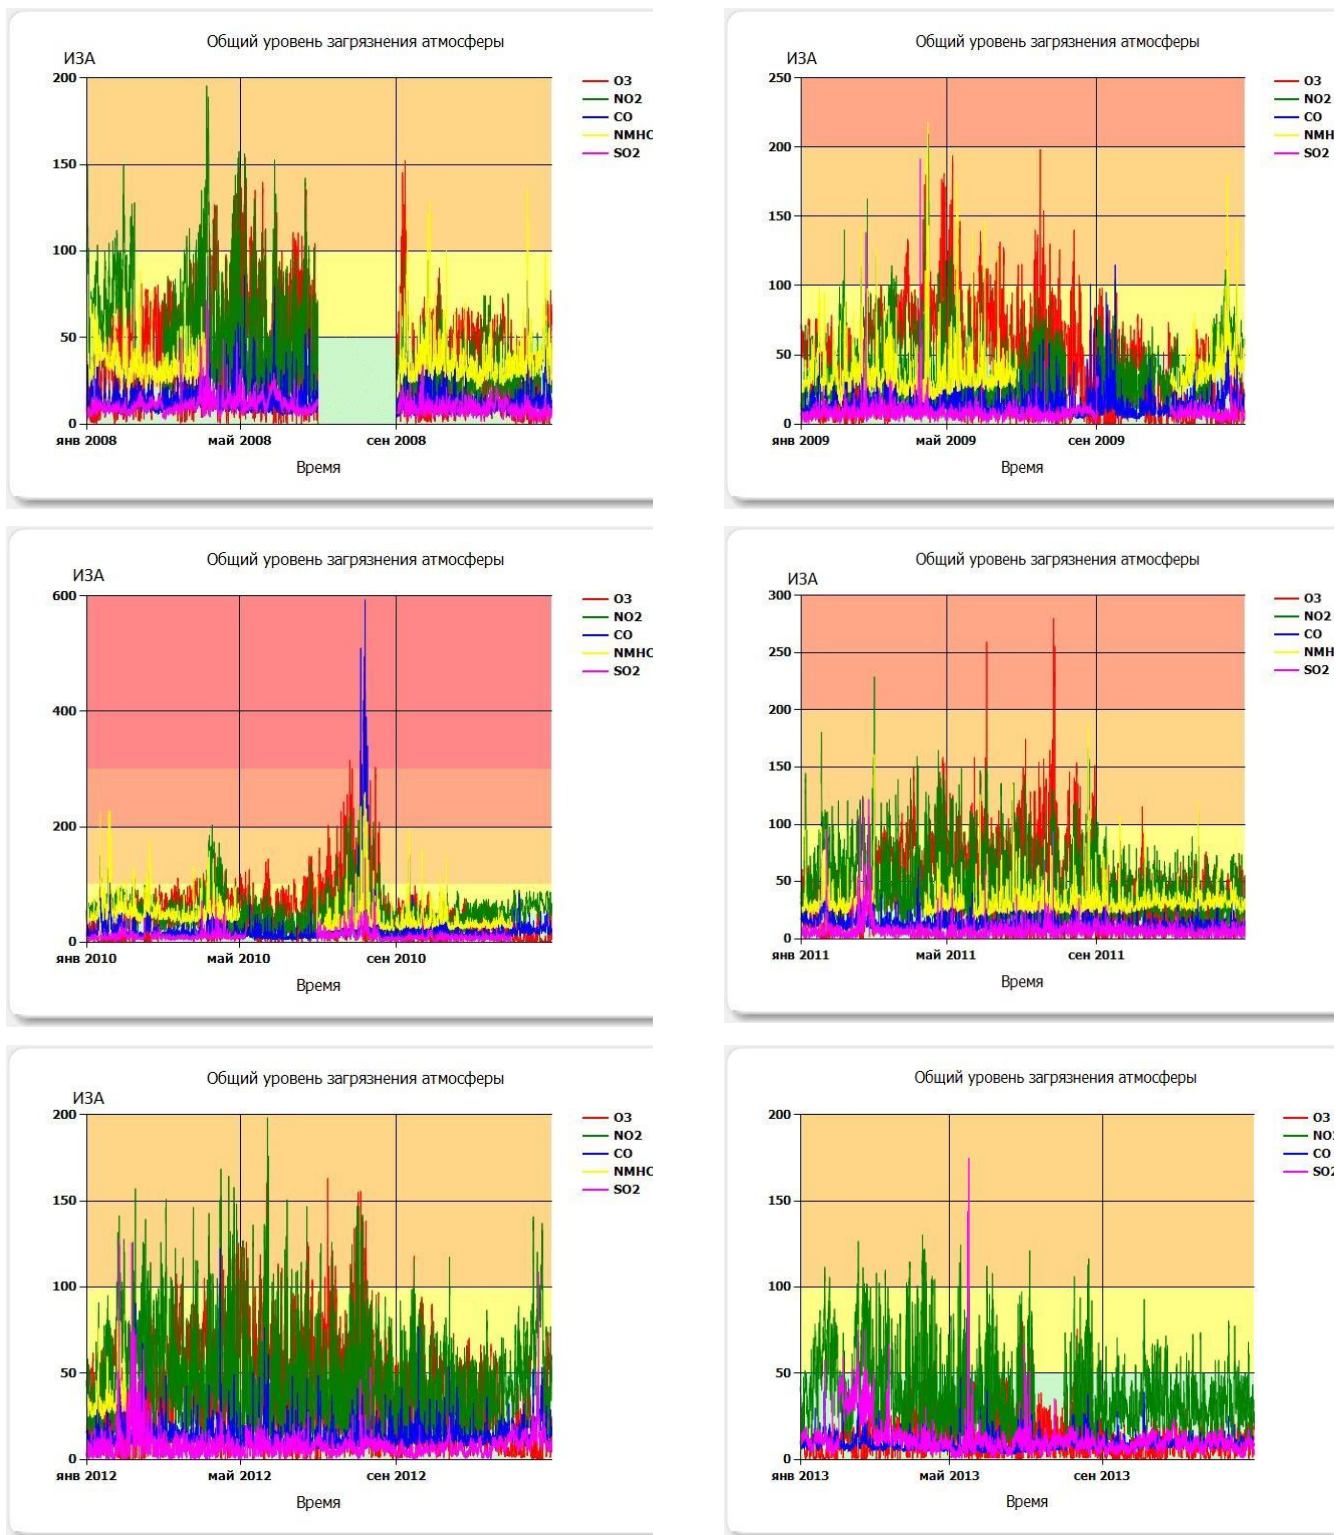 Общий уровень загрязнения атмосферы
ИЗА
200
150
100
50
0
янв 2008
май 2008
сен 2008
Время
O3
NO2
CO
NMHC
SO2
Общий уровень загрязнения атмосферы
ИЗА
250
200
150
100
50
0
янв 2009
май 2009
сен 2009
Время
O3
NO2
CO
NMH
SO2
Общий уровень загрязнения атмосферы
ИЗА
600
400
200
0
янв 2010
май 2010
сен 2010
Время
O3
NO2
CO
NMHC
SO2
Общий уровень загрязнения атмосферы
ИЗА
300
250
200
150
100
50
0
янв 2011
май 2011
сен 2011
Время
O3
NO2
CO
NMH
SO2
Общий уровень загрязнения атмосферы
ИЗА
200
150
100
50
0
янв 2012
май 2012
сен 2012
Время
O3
NO2
CO
NMHC
SO2
Общий уровень загрязнения атмосферы
200
150
100
50
0
янв 2013
май 2013
сен 2013
Время
O3
NO2
CO
SO2